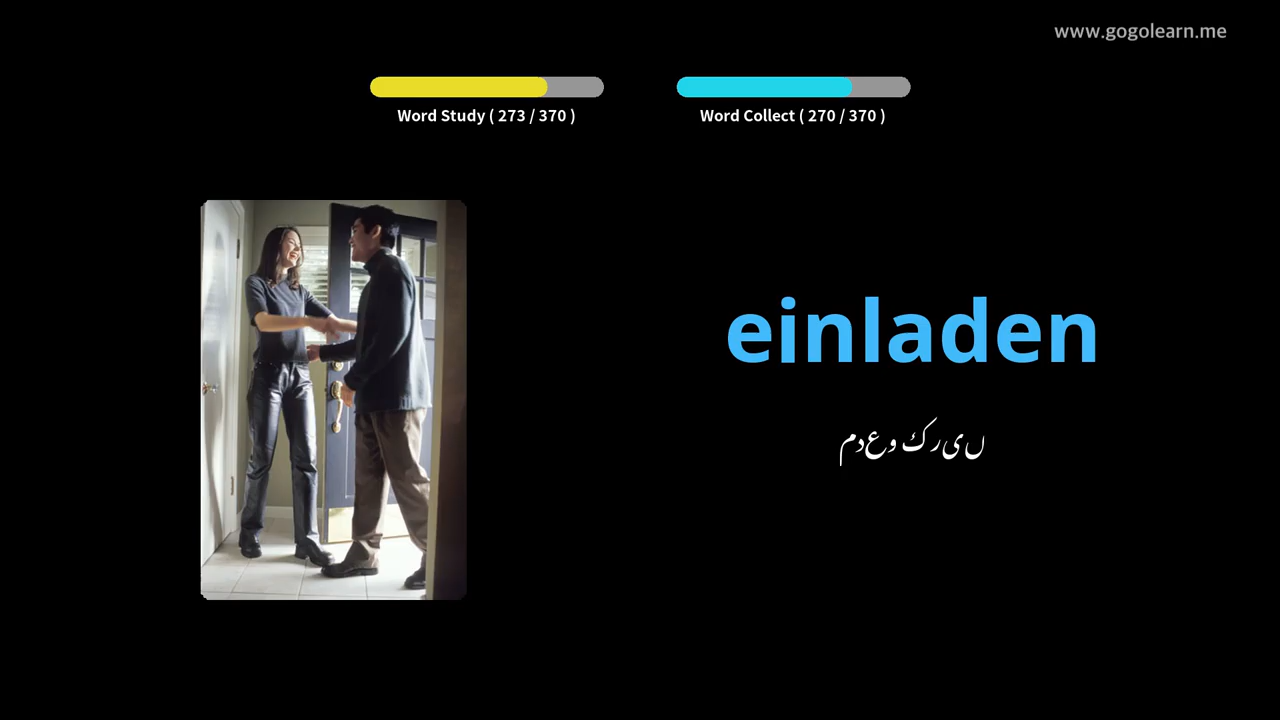 www.gogolearn.me
Word Study ( 273 / 370 )
Word Collect ( 270 / 370 )
einladen
مدعو کریں